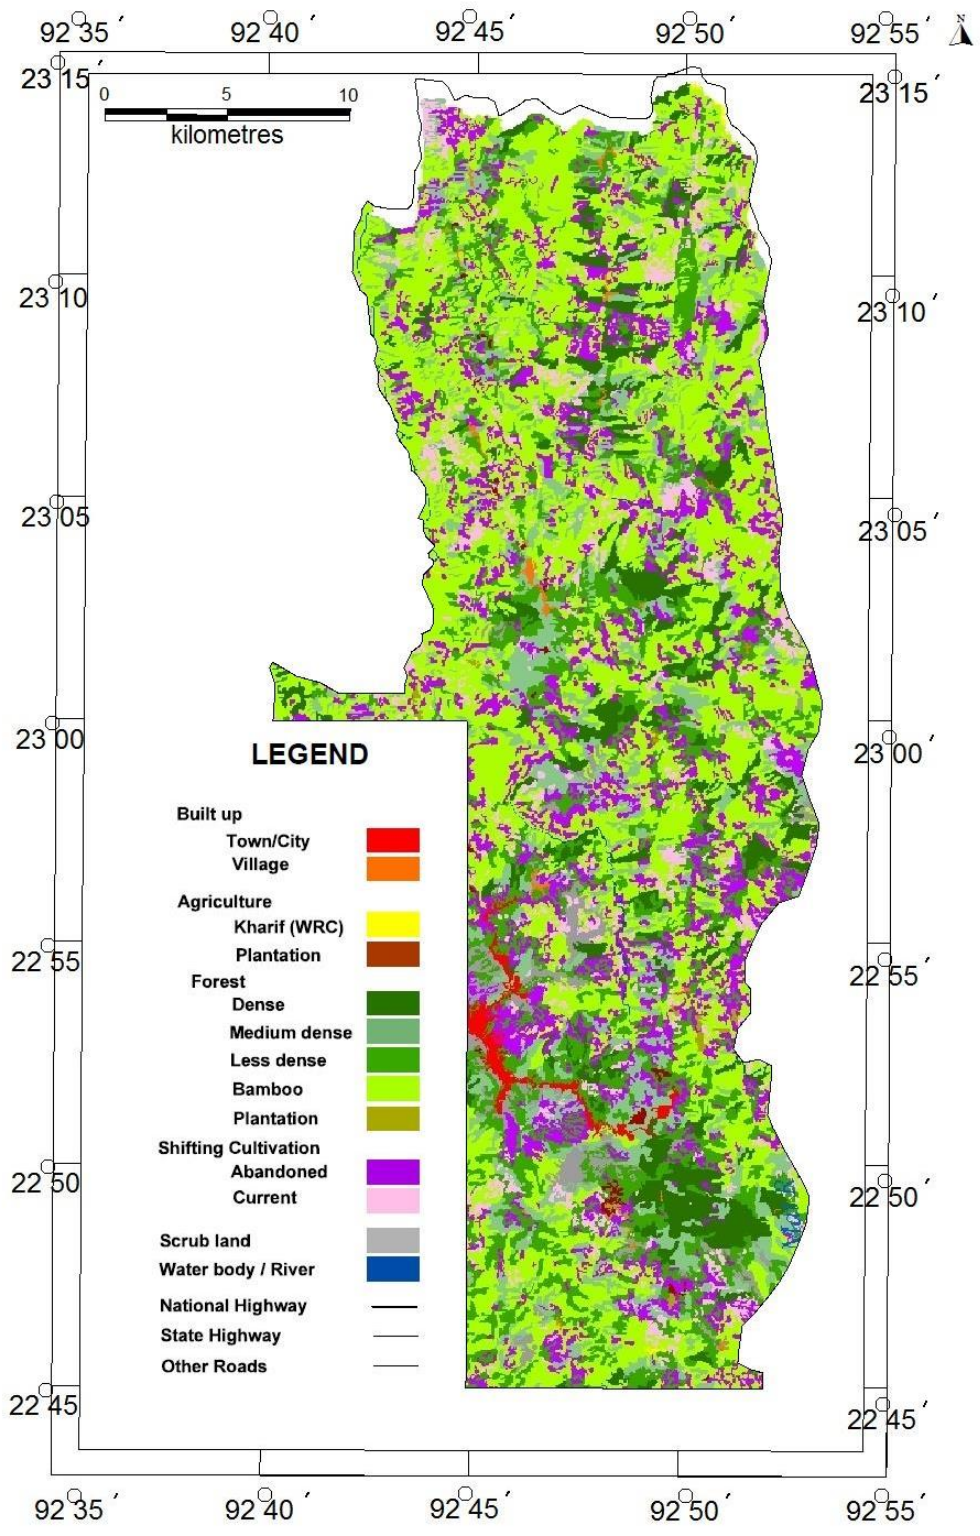 92 35 ′ 92 40 ′ 92 45 ′ 92 50 ′ 92 55 ′
N
23 15 ′ 23 15 ′
0 5 10
kilometres
23 10 ′ 23 10 ′
23 05 ′ 23 05 ′
23 00 ′ 23 00 ′
LEGEND
Built up
Town/City
Village
Agriculture
Kharif (WRC)
Plantation
22 55 ′ 22 55 ′
Forest
Dense
Medium dense
Less dense
Bamboo
Plantation
Shifting Cultivation
Abandoned
22 50 ′ 22 50 ′
Current
Scrub land
Water body / River
National Highway
State Highway
Other Roads
22 45 ′ 22 45 ′
92 35 ′ 92 40 ′ 92 45 ′ 92 50 ′ 92 55 ′